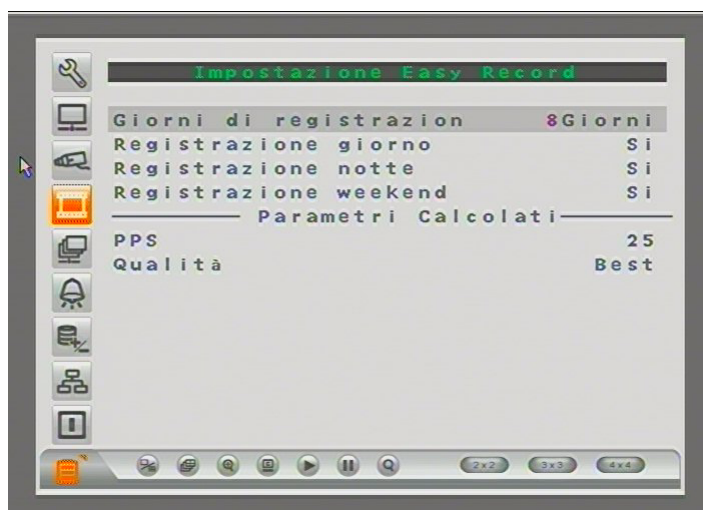 Impostazione Easy Record
Giorni di registrazion 8Giorni
Registrazione giorno Si
Registrazione notte Si
Registrazione weekend Si
Parametri Calcolati
PPS 25
Qualità Best
2x2 3x3 4x4